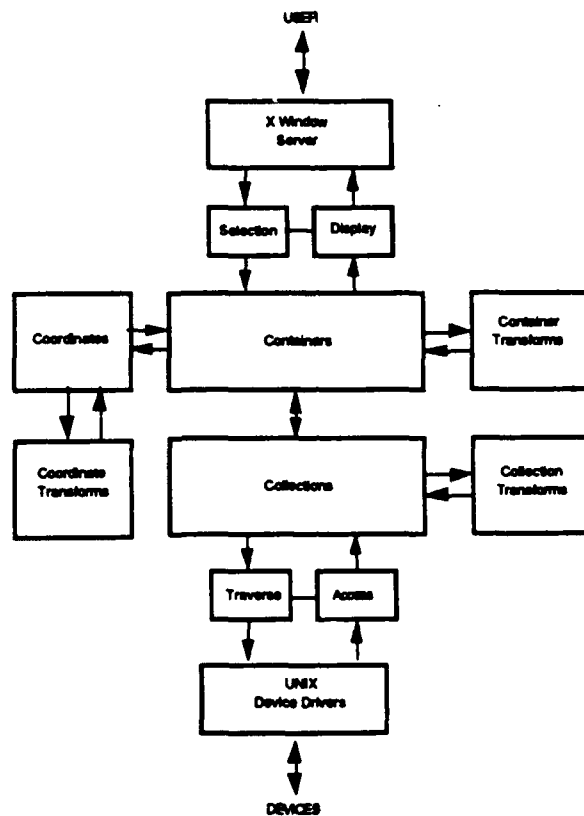 USER
X Window
Server
Selection
Display
Coordinates
Containers
Container
Transforms
Coordinate
Transforms
Collections
Collection
Transforms
Traverse
Access
UNIX
Device Drivers
DEVICES